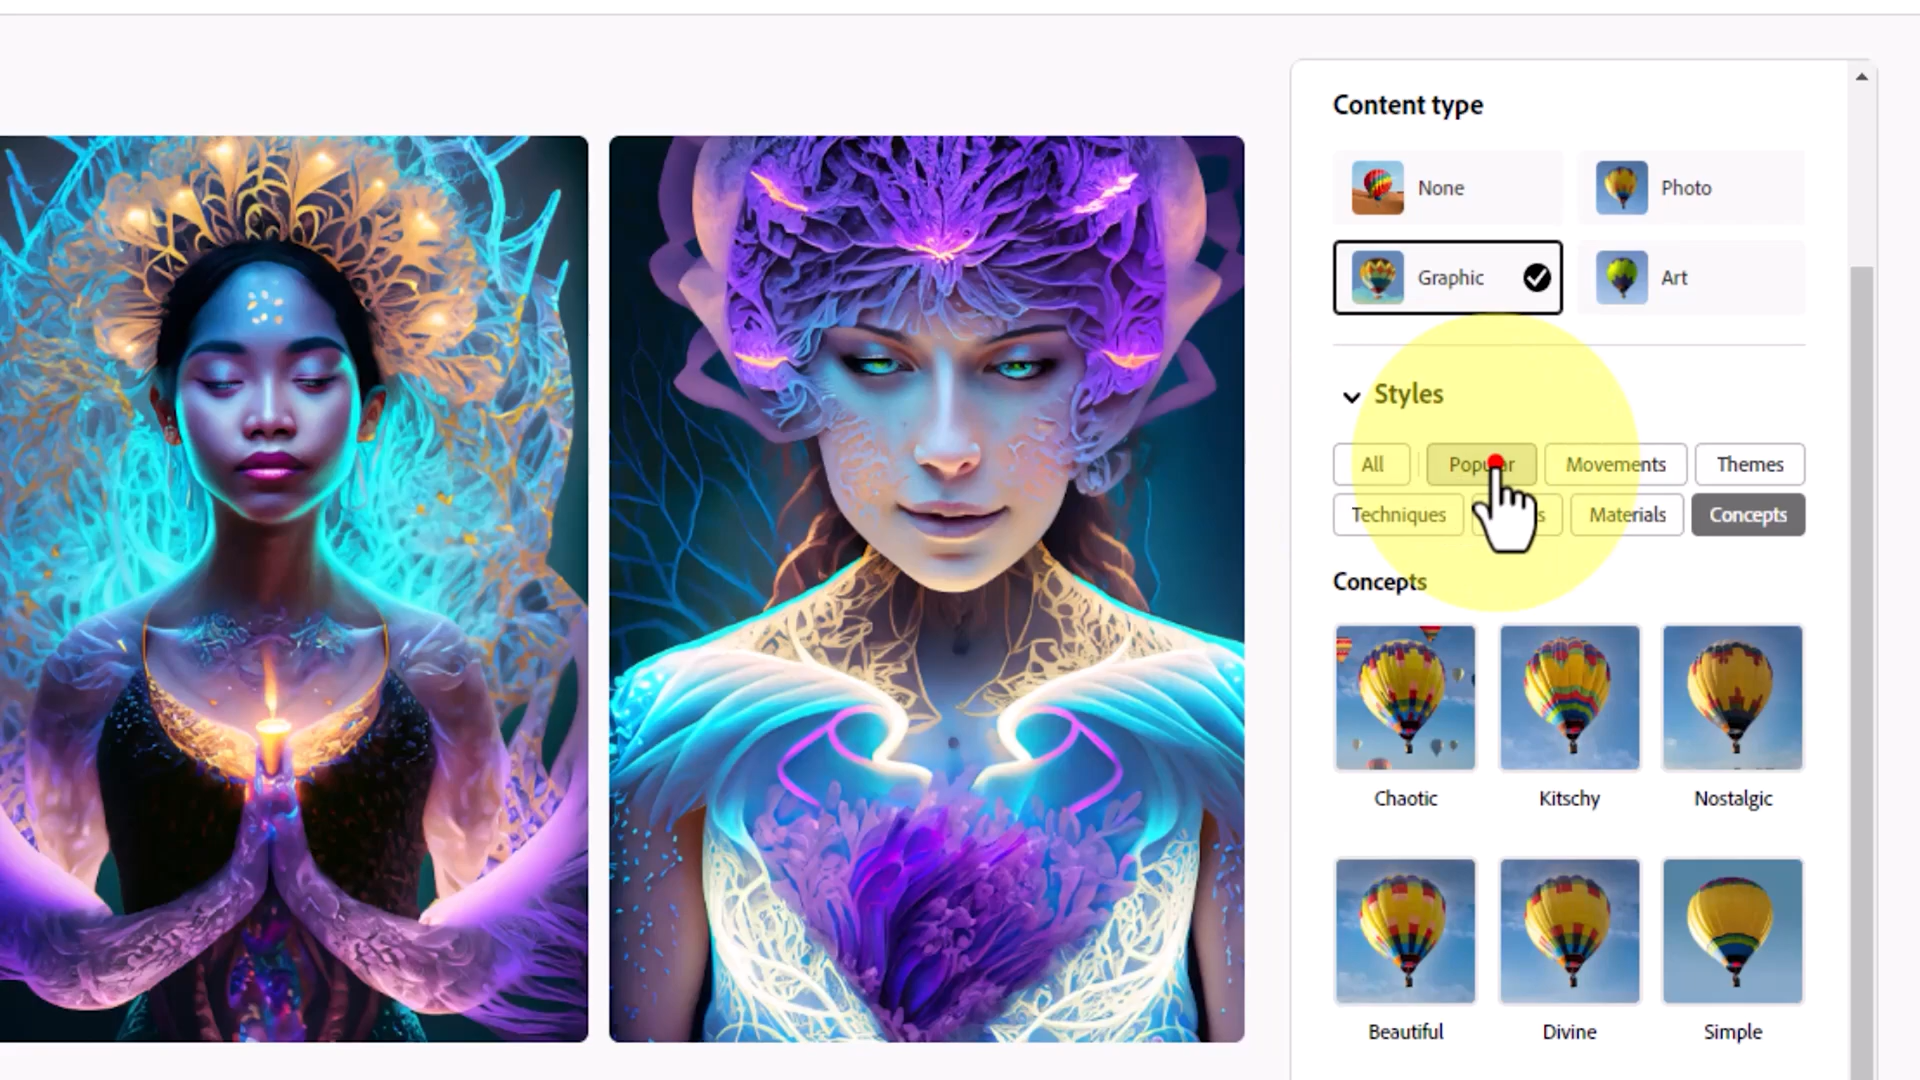 Content type
None Photo
Graphic Art
Styles
All Movements Themes
Techniques Materials Concepts
Concepts
Chaotic Kitschy Nostalgic
Beautiful Divine Simple